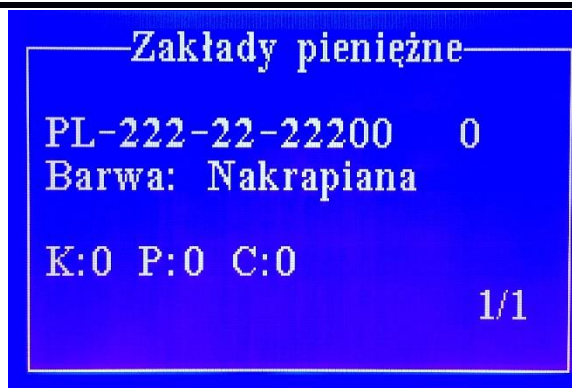 Zakłady pieniężne
PL-222-22-22200 0
Barwa: Nakrapiana
K:0 P:0 C:0
1/1